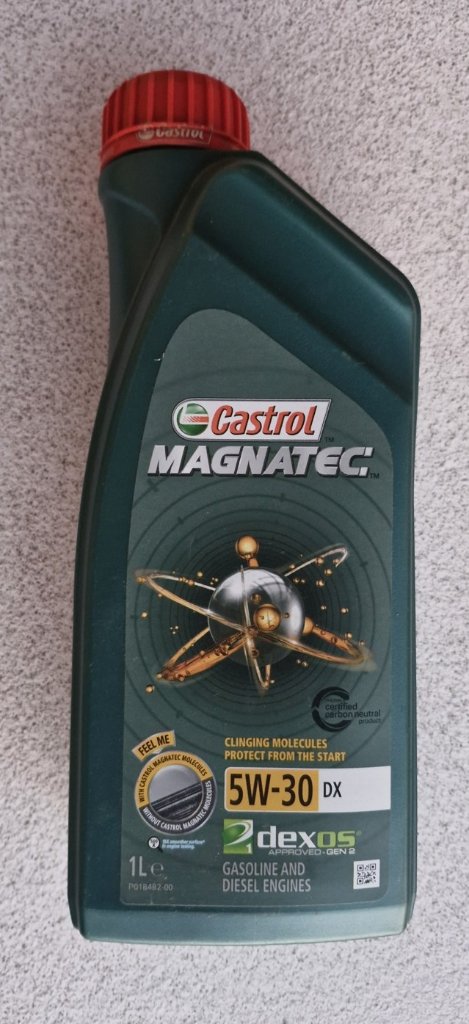 Castrol
Castrol
MAGNATEC
certified
carbon neutral
product
FEEL ME
WITH CASTROL MAGNATEC MOLECULES
WITHOUT CASTROL MAGNATEC MOLECULES
CLINGING MOLECULES
PROTECT FROM THE START
5W-30 DX
dexos®
APPROVED-GEN 2
1L℮
P018482-00
GASOLINE AND
DIESEL ENGINES